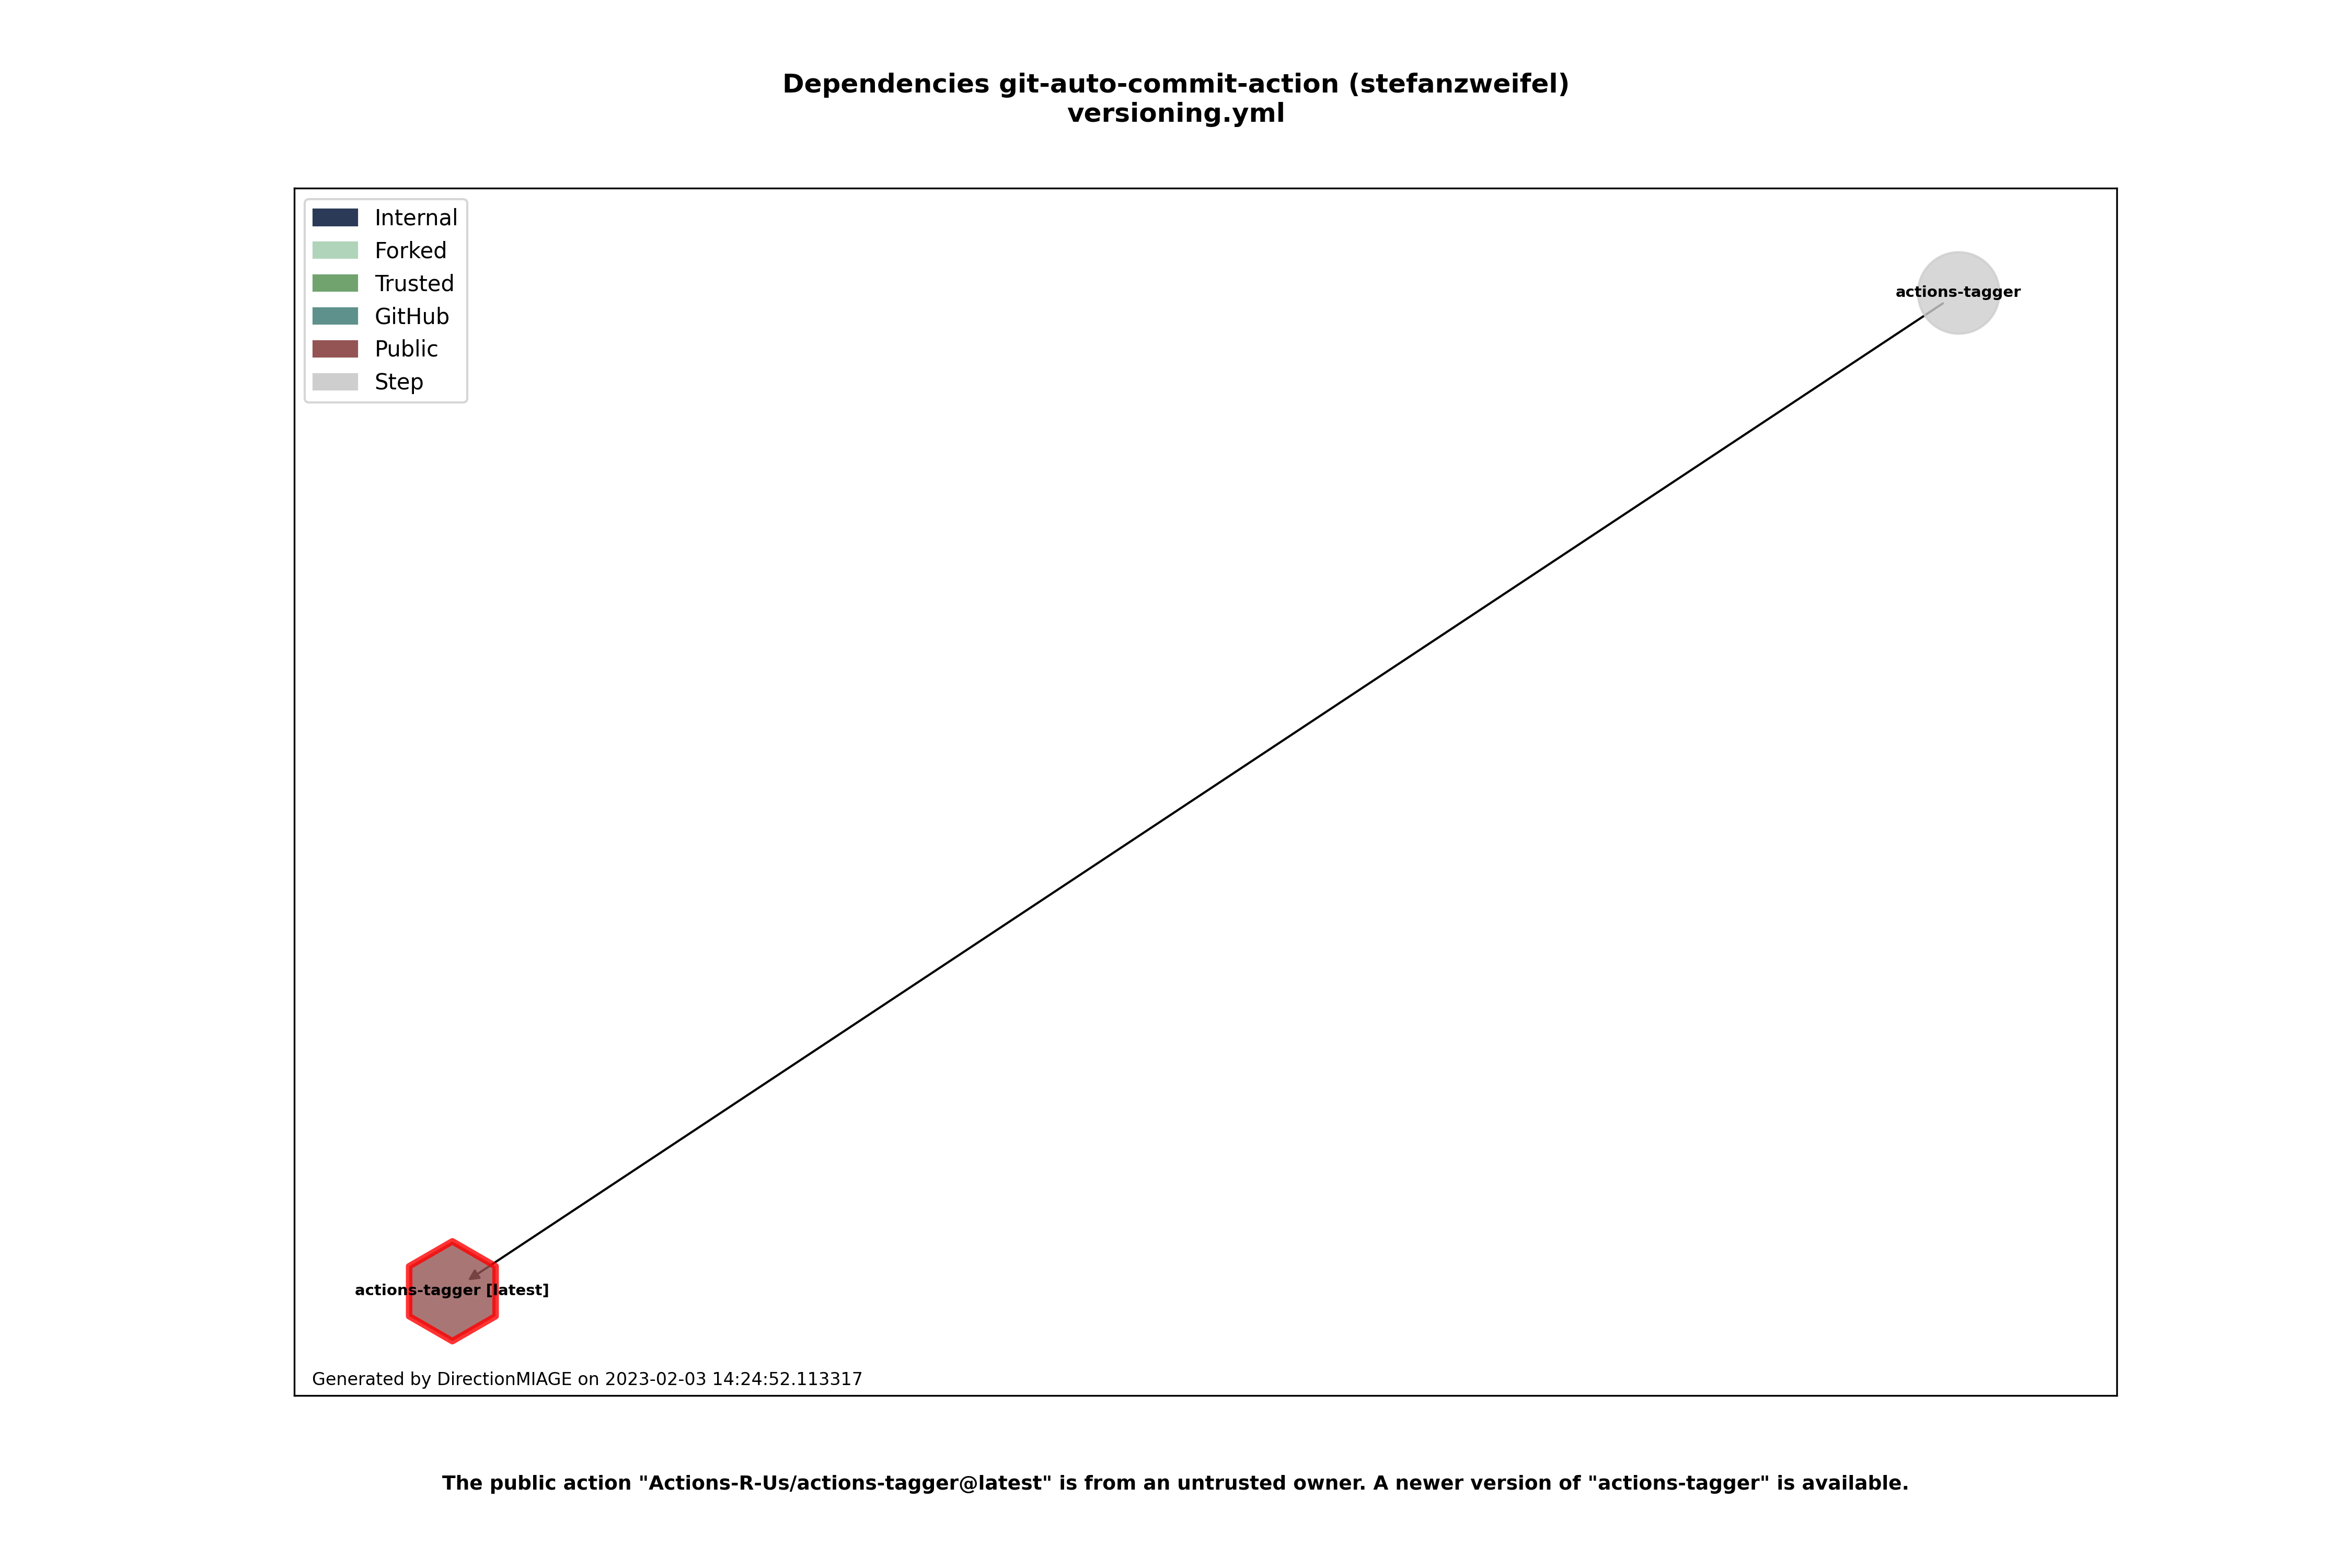 Dependencies git-auto-commit-action (stefanzweifel)
versioning.yml
Internal
Forked
Trusted
GitHub
Public
Step
actions-tagger
actions-tagger [latest]
Generated by DirectionMIAGE on 2023-02-03 14:24:52.113317
The public action "Actions-R-Us/actions-tagger@latest" is from an untrusted owner. A newer version of "actions-tagger" is available.